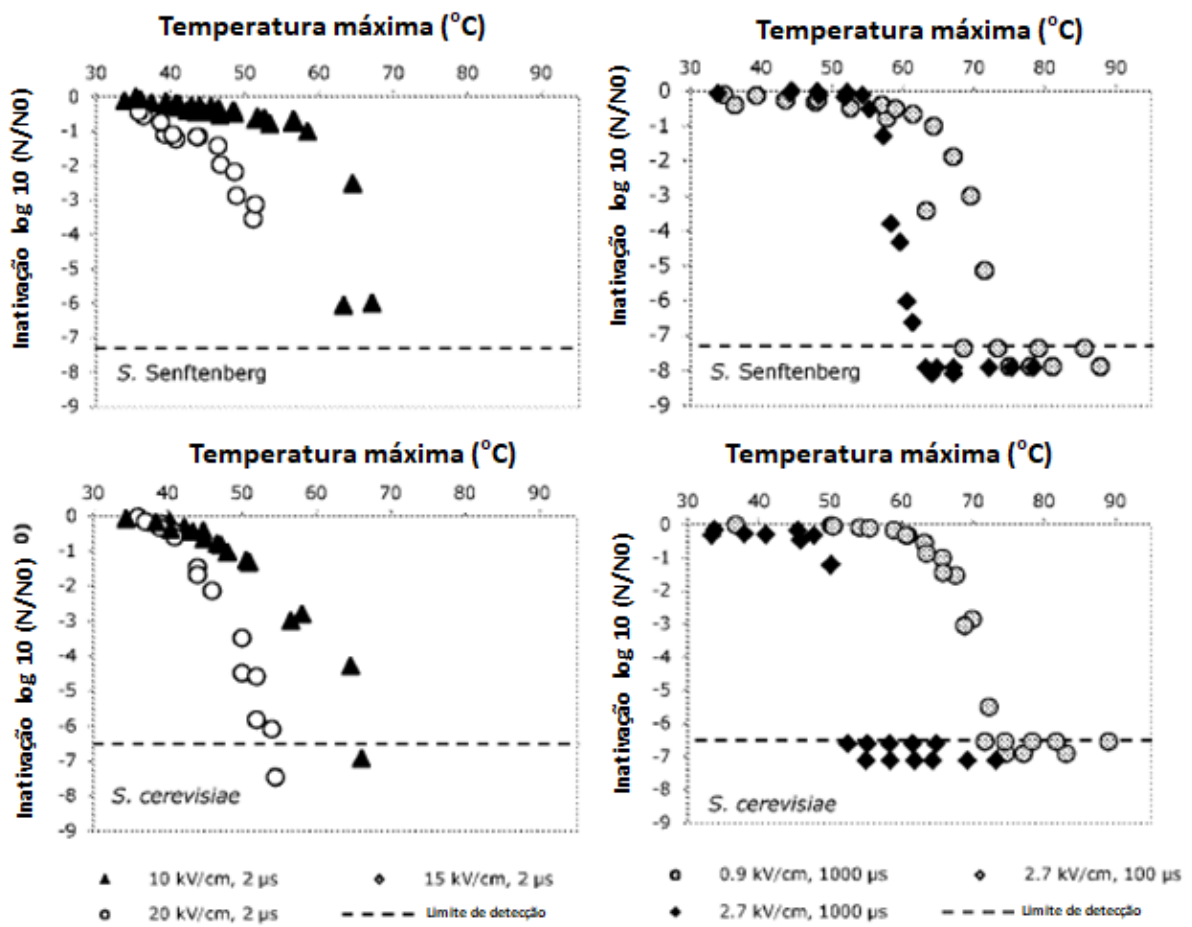 Temperatura máxima (°C)
30 40 50 60 70 80 90
Inativação log 10 (N/N0)
0
-1
-2
-3
-4
-5
-6
-7
-8
-9
S. Senftenberg
Temperatura máxima (°C)
30 40 50 60 70 80 90
Inativação log 10 (N/N0)
0
-1
-2
-3
-4
-5
-6
-7
-8
-9
S. Senftenberg
Temperatura máxima (°C)
30 40 50 60 70 80 90
Inativação log 10 (N/N 0)
0
-1
-2
-3
-4
-5
-6
-7
-8
-9
S. cerevisiae
Temperatura máxima (°C)
30 40 50 60 70 80 90
Inativação log 10 (N/N0)
0
-1
-2
-3
-4
-5
-6
-7
-8
-9
S. cerevisiae
10 kV/cm, 2 µs
15 kV/cm, 2 µs
20 kV/cm, 2 µs
Limite de detecção
0.9 kV/cm, 1000 µs
2.7 kV/cm, 100 µs
2.7 kV/cm, 1000 µs
Limite de detecção